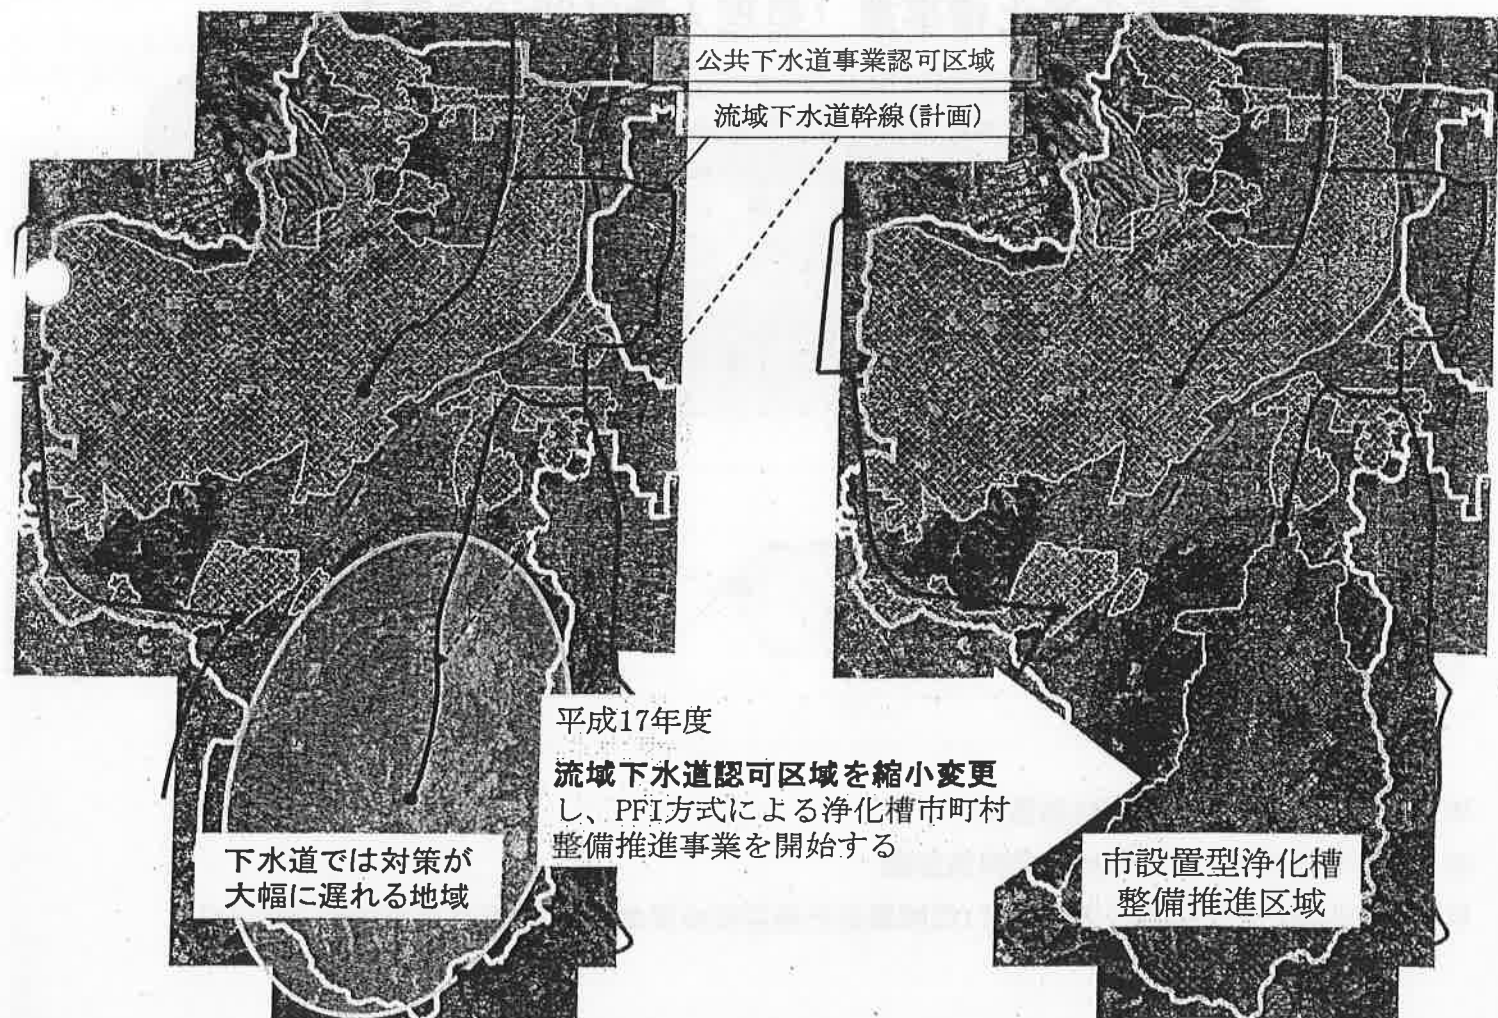 公共下水道事業認可区域
流域下水道幹線(計画)
平成17年度
流域下水道認可区域を縮小変更
し、PFI方式による浄化槽市町村
整備推進事業を開始する
下水道では対策が
大幅に遅れる地域
市設置型浄化槽
整備推進区域